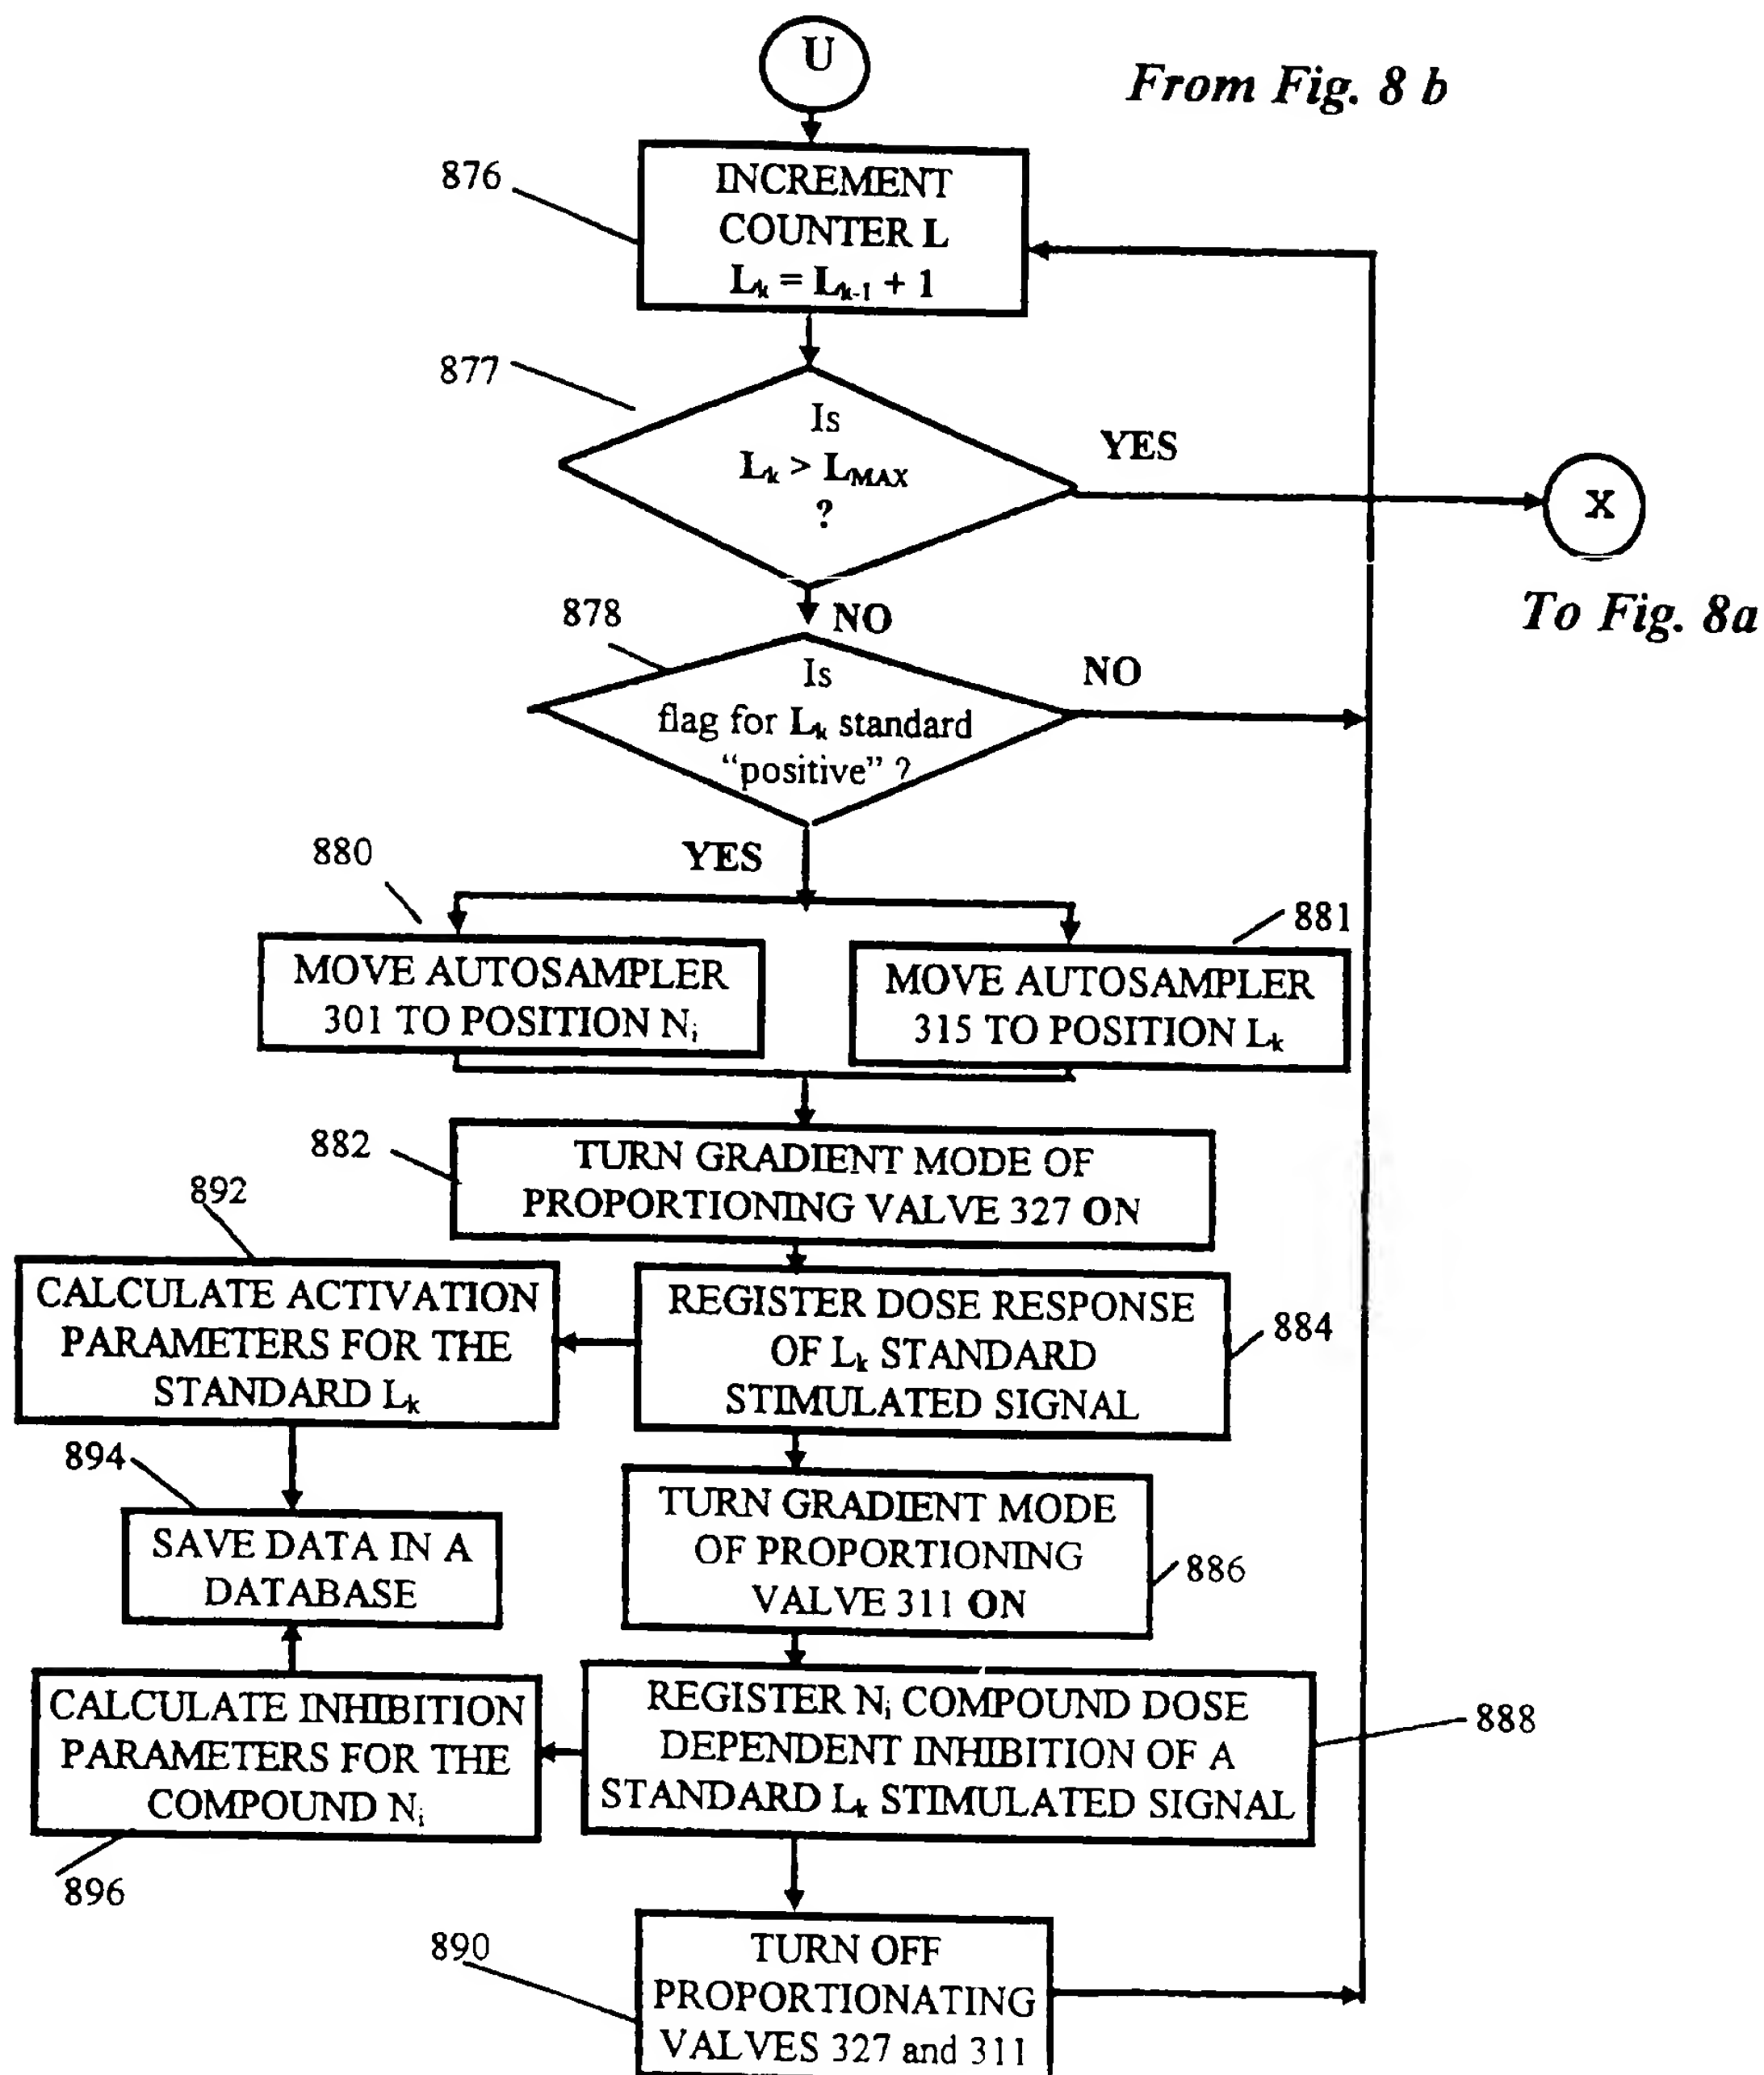 U
From Fig. 8 b
876
INCREMENT
COUNTER L
Lk = Lk-1 + 1
877
Is
Lk > LMAX
?
YES
X
To Fig. 8a
NO
878
Is
flag for Lk standard
"positive" ?
NO
YES
880
881
MOVE AUTOSAMPLER
301 TO POSITION Ni
MOVE AUTOSAMPLER
315 TO POSITION Lk
882
TURN GRADIENT MODE OF
PROPORTIONING VALVE 327 ON
892
CALCULATE ACTIVATION
PARAMETERS FOR THE
STANDARD Lk
REGISTER DOSE RESPONSE
OF Lk STANDARD
STIMULATED SIGNAL
884
894
SAVE DATA IN A
DATABASE
TURN GRADIENT MODE
OF PROPORTIONING
VALVE 311 ON
886
CALCULATE INHIBITION
PARAMETERS FOR THE
COMPOUND Ni
REGISTER Ni COMPOUND DOSE
DEPENDENT INHIBITION OF A
STANDARD Lk STIMULATED SIGNAL
888
896
890
TURN OFF
PROPORTIONATING
VALVES 327 and 311